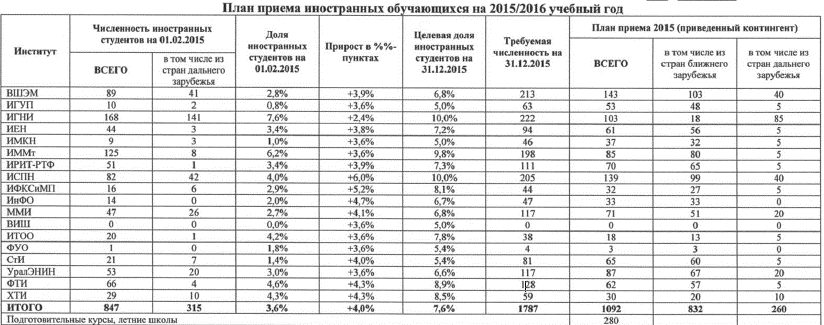 План приема иностранных обучающихся на 2015/2016 учебный год
Институт | Численность иностранных студентов на 01.02.2015 | Доля иностранных студентов на 01.02.2015 | Прирост в %%-пунктах | Целевая доля иностранных студентов на 31.12.2015 | Требуемая численность на 31.12.2015 | План приема 2015 (приведенный контингент)
ВСЕГО | в том числе из стран дальнего зарубежья | ВСЕГО | в том числе из стран ближнего зарубежья | в том числе из стран дальнего зарубежья
ВШЭМ 89 41 2,8% +3,9% 6,8% 213 143 103 40
ИГУП 10 2 0,8% +3,6% 5,0% 63 53 48 5
ИГНИ 168 141 7,6% +2,4% 10,0% 222 103 18 85
ИЕН 44 3 3,4% +3,8% 7,2% 94 61 56 5
ИМКН 9 3 1,0% +3,6% 5,0% 46 37 32 5
ИММт 125 8 6,2% +3,6% 9,8% 198 85 80 5
ИРИТ-РТФ 51 1 3,4% +3,9% 7,3% 111 70 65 5
ИСПН 82 42 4,0% +6,0% 10,0% 205 139 99 40
ИФКСиМП 16 6 2,9% +5,2% 8,1% 44 32 27 5
ИнФО 14 0 2,0% +4,7% 6,7% 47 33 33 0
ММИ 47 26 2,7% +4,1% 6,8% 117 71 51 20
ВИШ 0 0 0,0% +3,6% 5,0% 0 0 0 0
ИТОО 20 1 4,2% +3,6% 7,8% 38 18 13 5
ФУО 1 0 1,8% +3,6% 5,4% 4 3 3 0
СтИ 21 7 1,4% +4,0% 5,4% 81 65 60 5
УралЭНИН 53 20 3,0% +3,6% 6,6% 117 87 67 20
ФТИ 66 4 4,6% +4,3% 8,9% 128 62 57 5
ХТИ 29 10 4,3% +4,3% 8,5% 59 30 20 10
ИТОГО 847 315 3,6% +4,0% 7,6% 1787 1092 832 260
Подготовительные курсы, летние школы 280